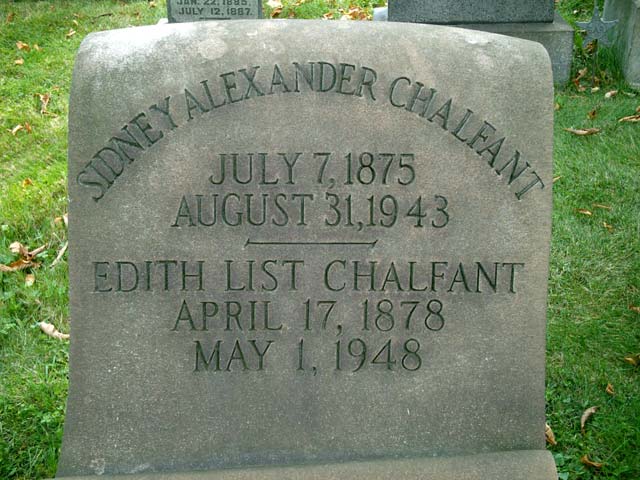 JAN. 22, 1885.
JULY 12, 1887.
SIDNEY ALEXANDER CHALFANT
JULY 7, 1875
AUGUST 31, 1943
EDITH LIST CHALFANT
APRIL 17, 1878
MAY 1, 1948